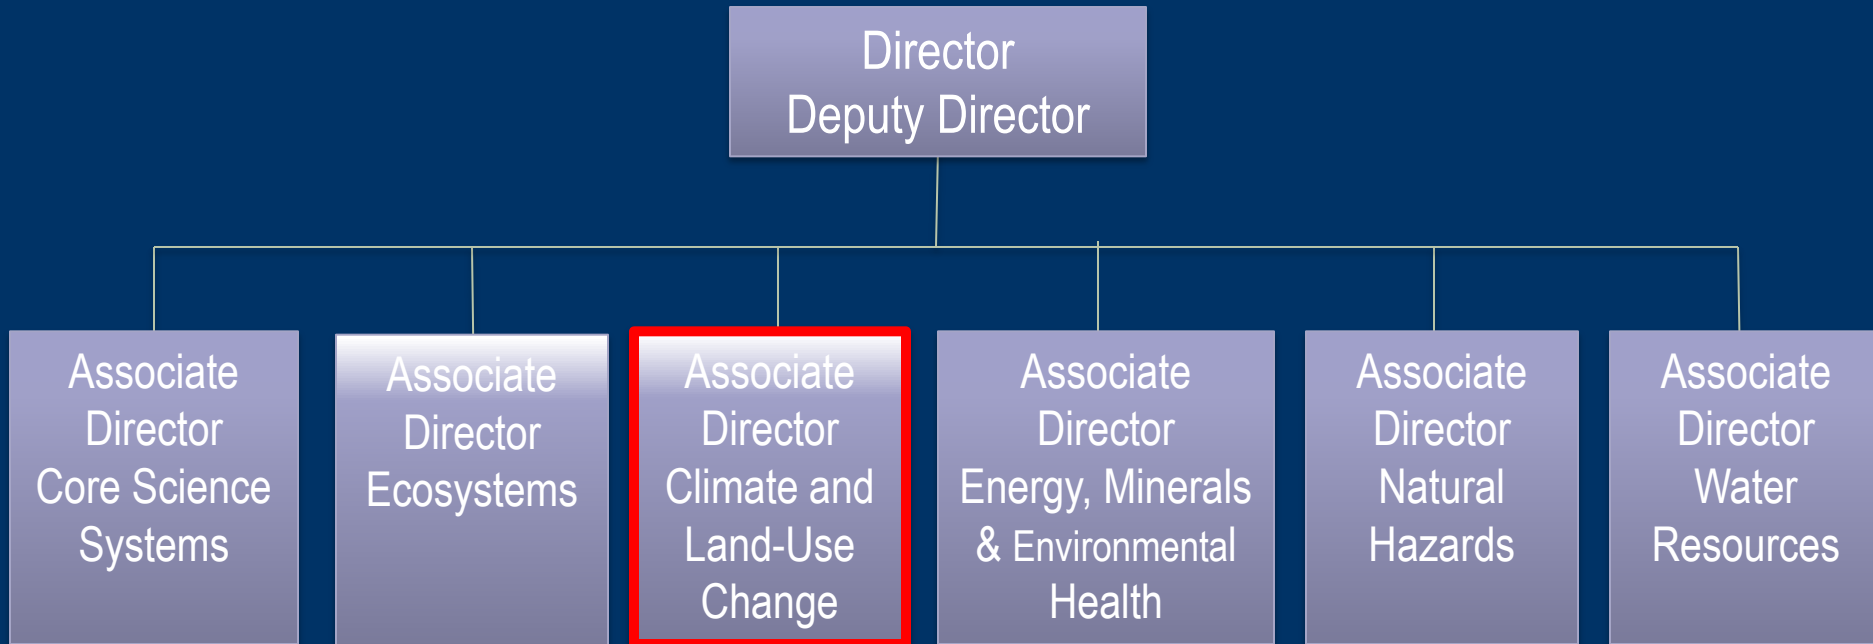 Director
Deputy Director
Associate
Director
Core Science
Systems
Associate
Director
Ecosystems
Associate
Director
Climate and
Land-Use
Change
Associate
Director
Energy, Minerals
& Environmental
Health
Associate
Director
Natural
Hazards
Associate
Director
Water
Resources